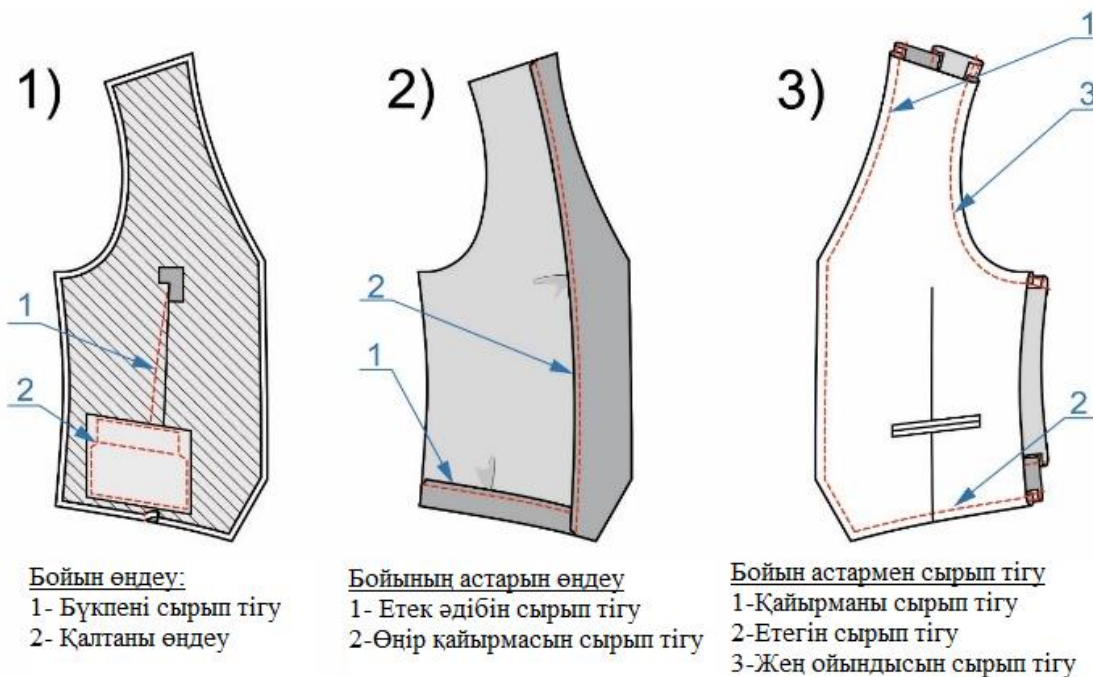 1)
1
2
2)
2
1
3)
1
3
2
Бойын өңдеу:
1- Бүкпені сырып тігу
2- Қалтаны өңдеу
Бойының астарын өңдеу
1- Етек әдібін сырып тігу
2-Өңір қайырмасын сырып тігу
Бойын астармен сырып тігу
1-Қайырманы сырып тігу
2-Етегін сырып тігу
3-Жең ойындысын сырып тігу